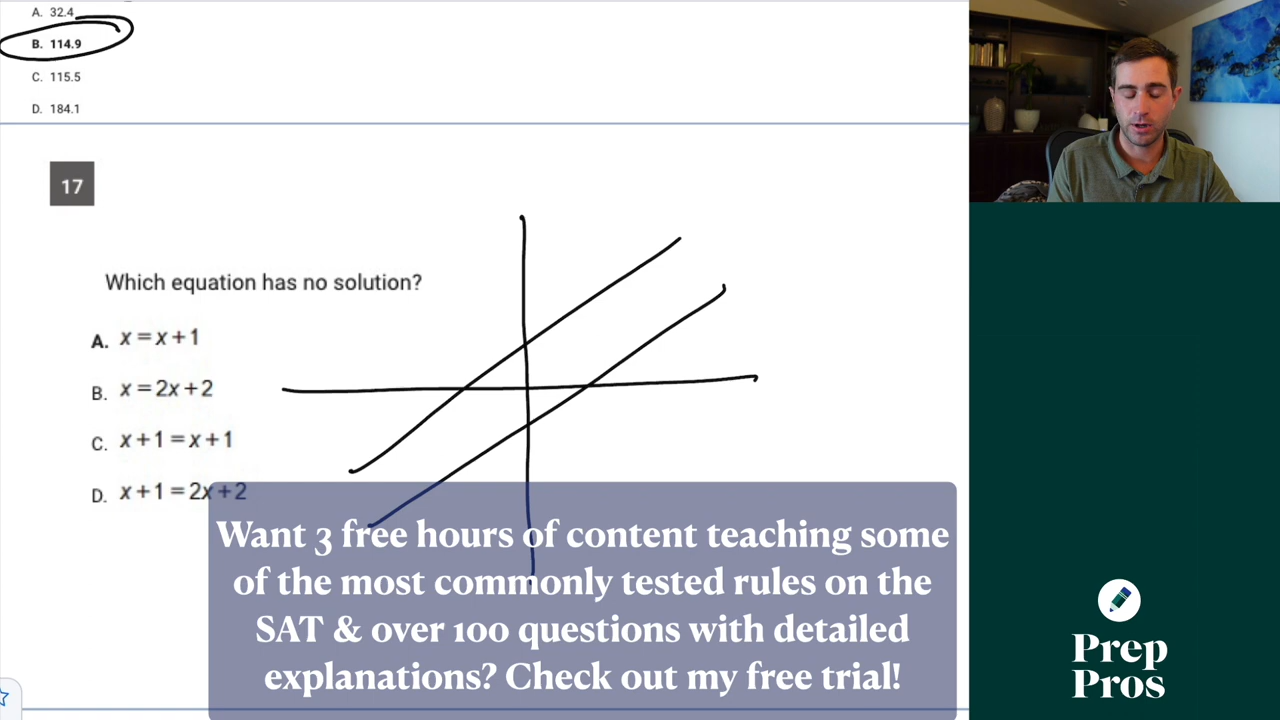 A. 32.4
B. 114.9
C. 115.5
D. 184.1
17
Which equation has no solution?
A. x = x + 1
B. x = 2x + 2
C. x + 1 = x + 1
D. x + 1 = 2x + 2
Want 3 free hours of content teaching some
of the most commonly tested rules on the
SAT & over 100 questions with detailed
explanations? Check out my free trial!
Prep
Pros